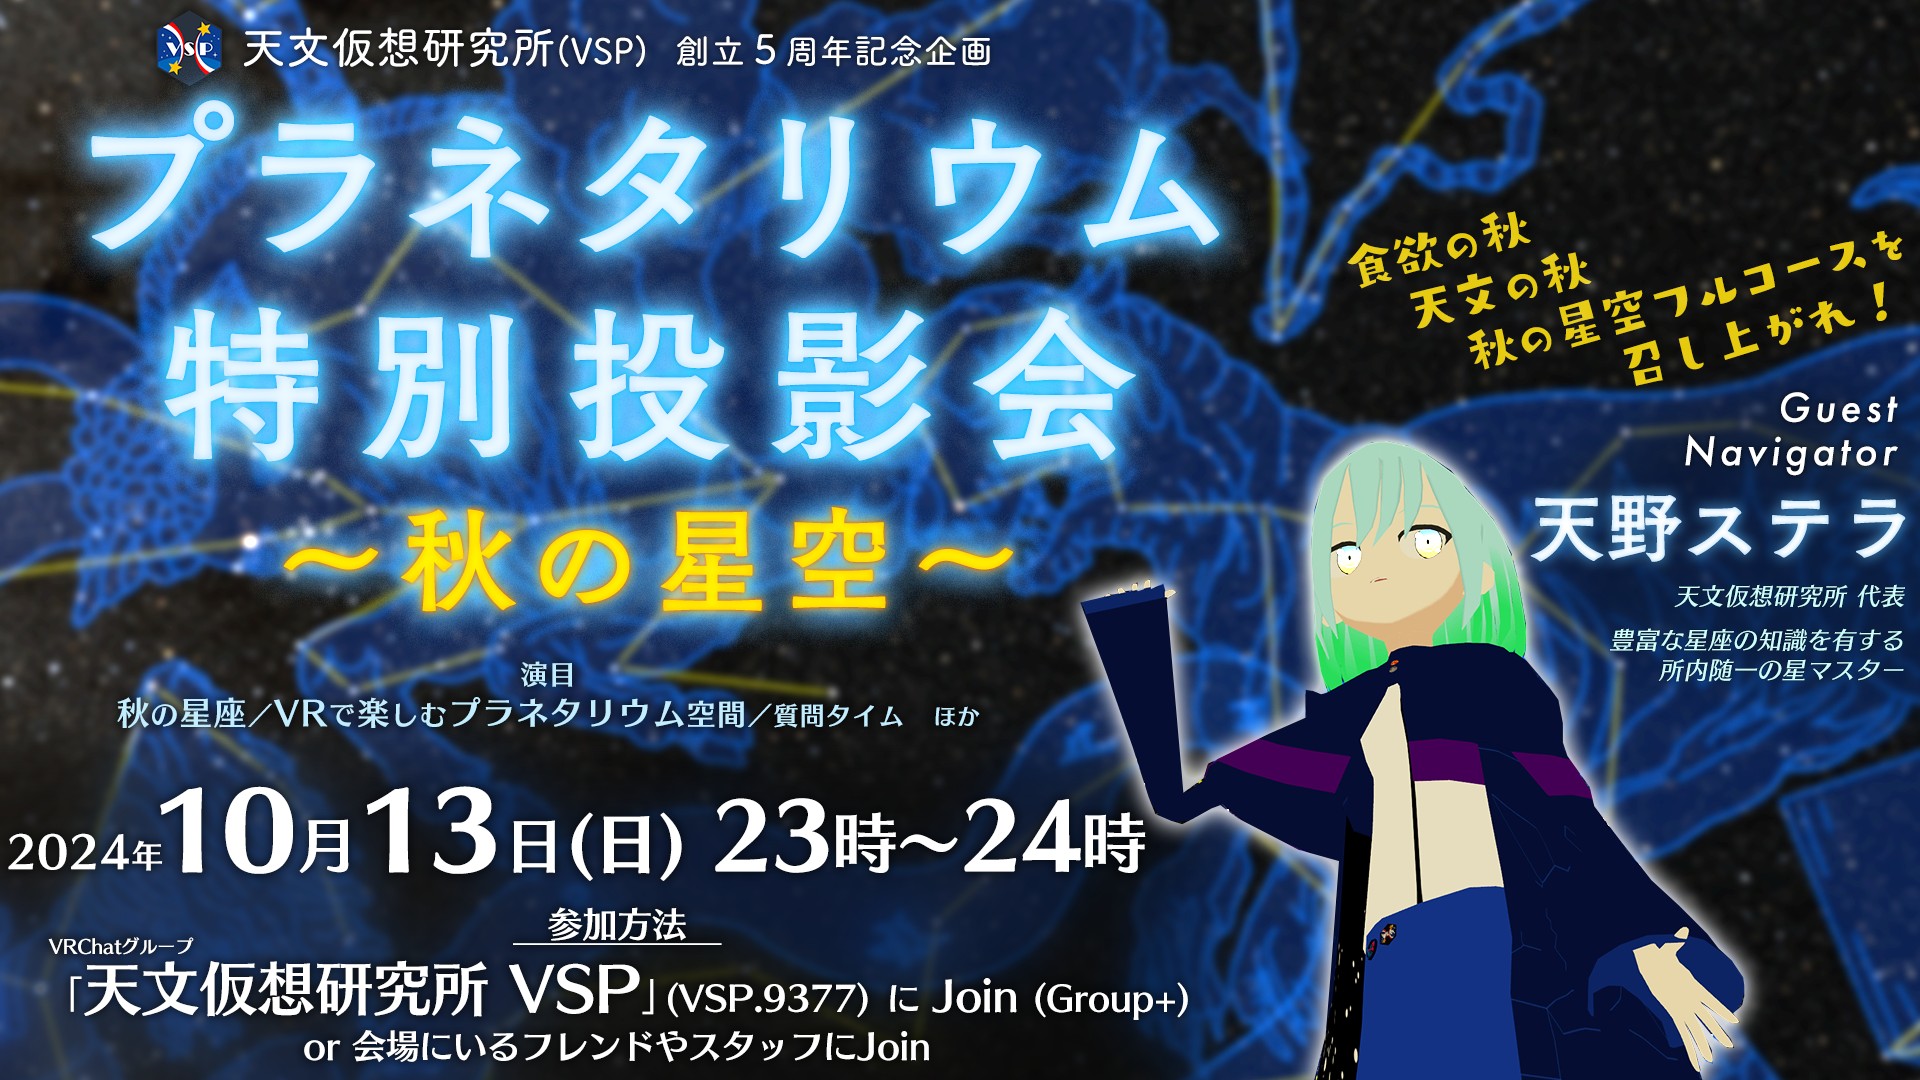 VSP
天文仮想研究所(VSP) 創立5周年記念企画
プラネタリウム
特別投影会
～秋の星空～
食欲の秋
天文の秋
秋の星空フルコースを
召し上がれ！
Guest
Navigator
天野ステラ
天文仮想研究所 代表
豊富な星座の知識を有する
所内随一の星マスター
演目
秋の星座／VRで楽しむプラネタリウム空間／質問タイム ほか
2024年10月13日(日) 23時～24時
参加方法
VRChatグループ
「天文仮想研究所 VSP」(VSP.9377) に Join (Group+)
or 会場にいるフレンドやスタッフにJoin